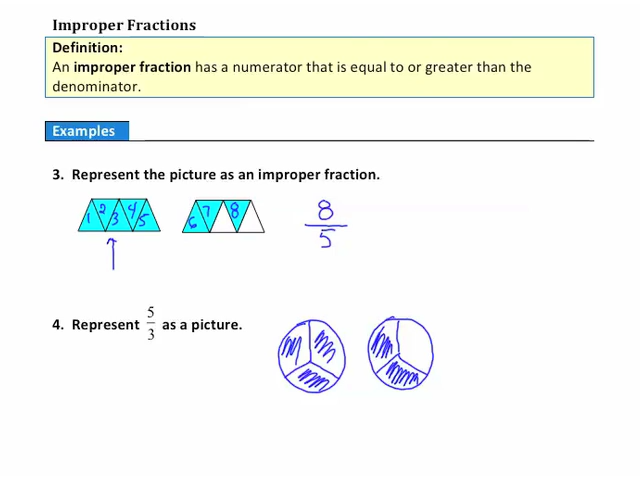 Improper Fractions
Definition:
An improper fraction has a numerator that is equal to or greater than the
denominator.
Examples
3. Represent the picture as an improper fraction.
1 2 3 4 5 6 7 8
8
5
4. Represent 5/3 as a picture.